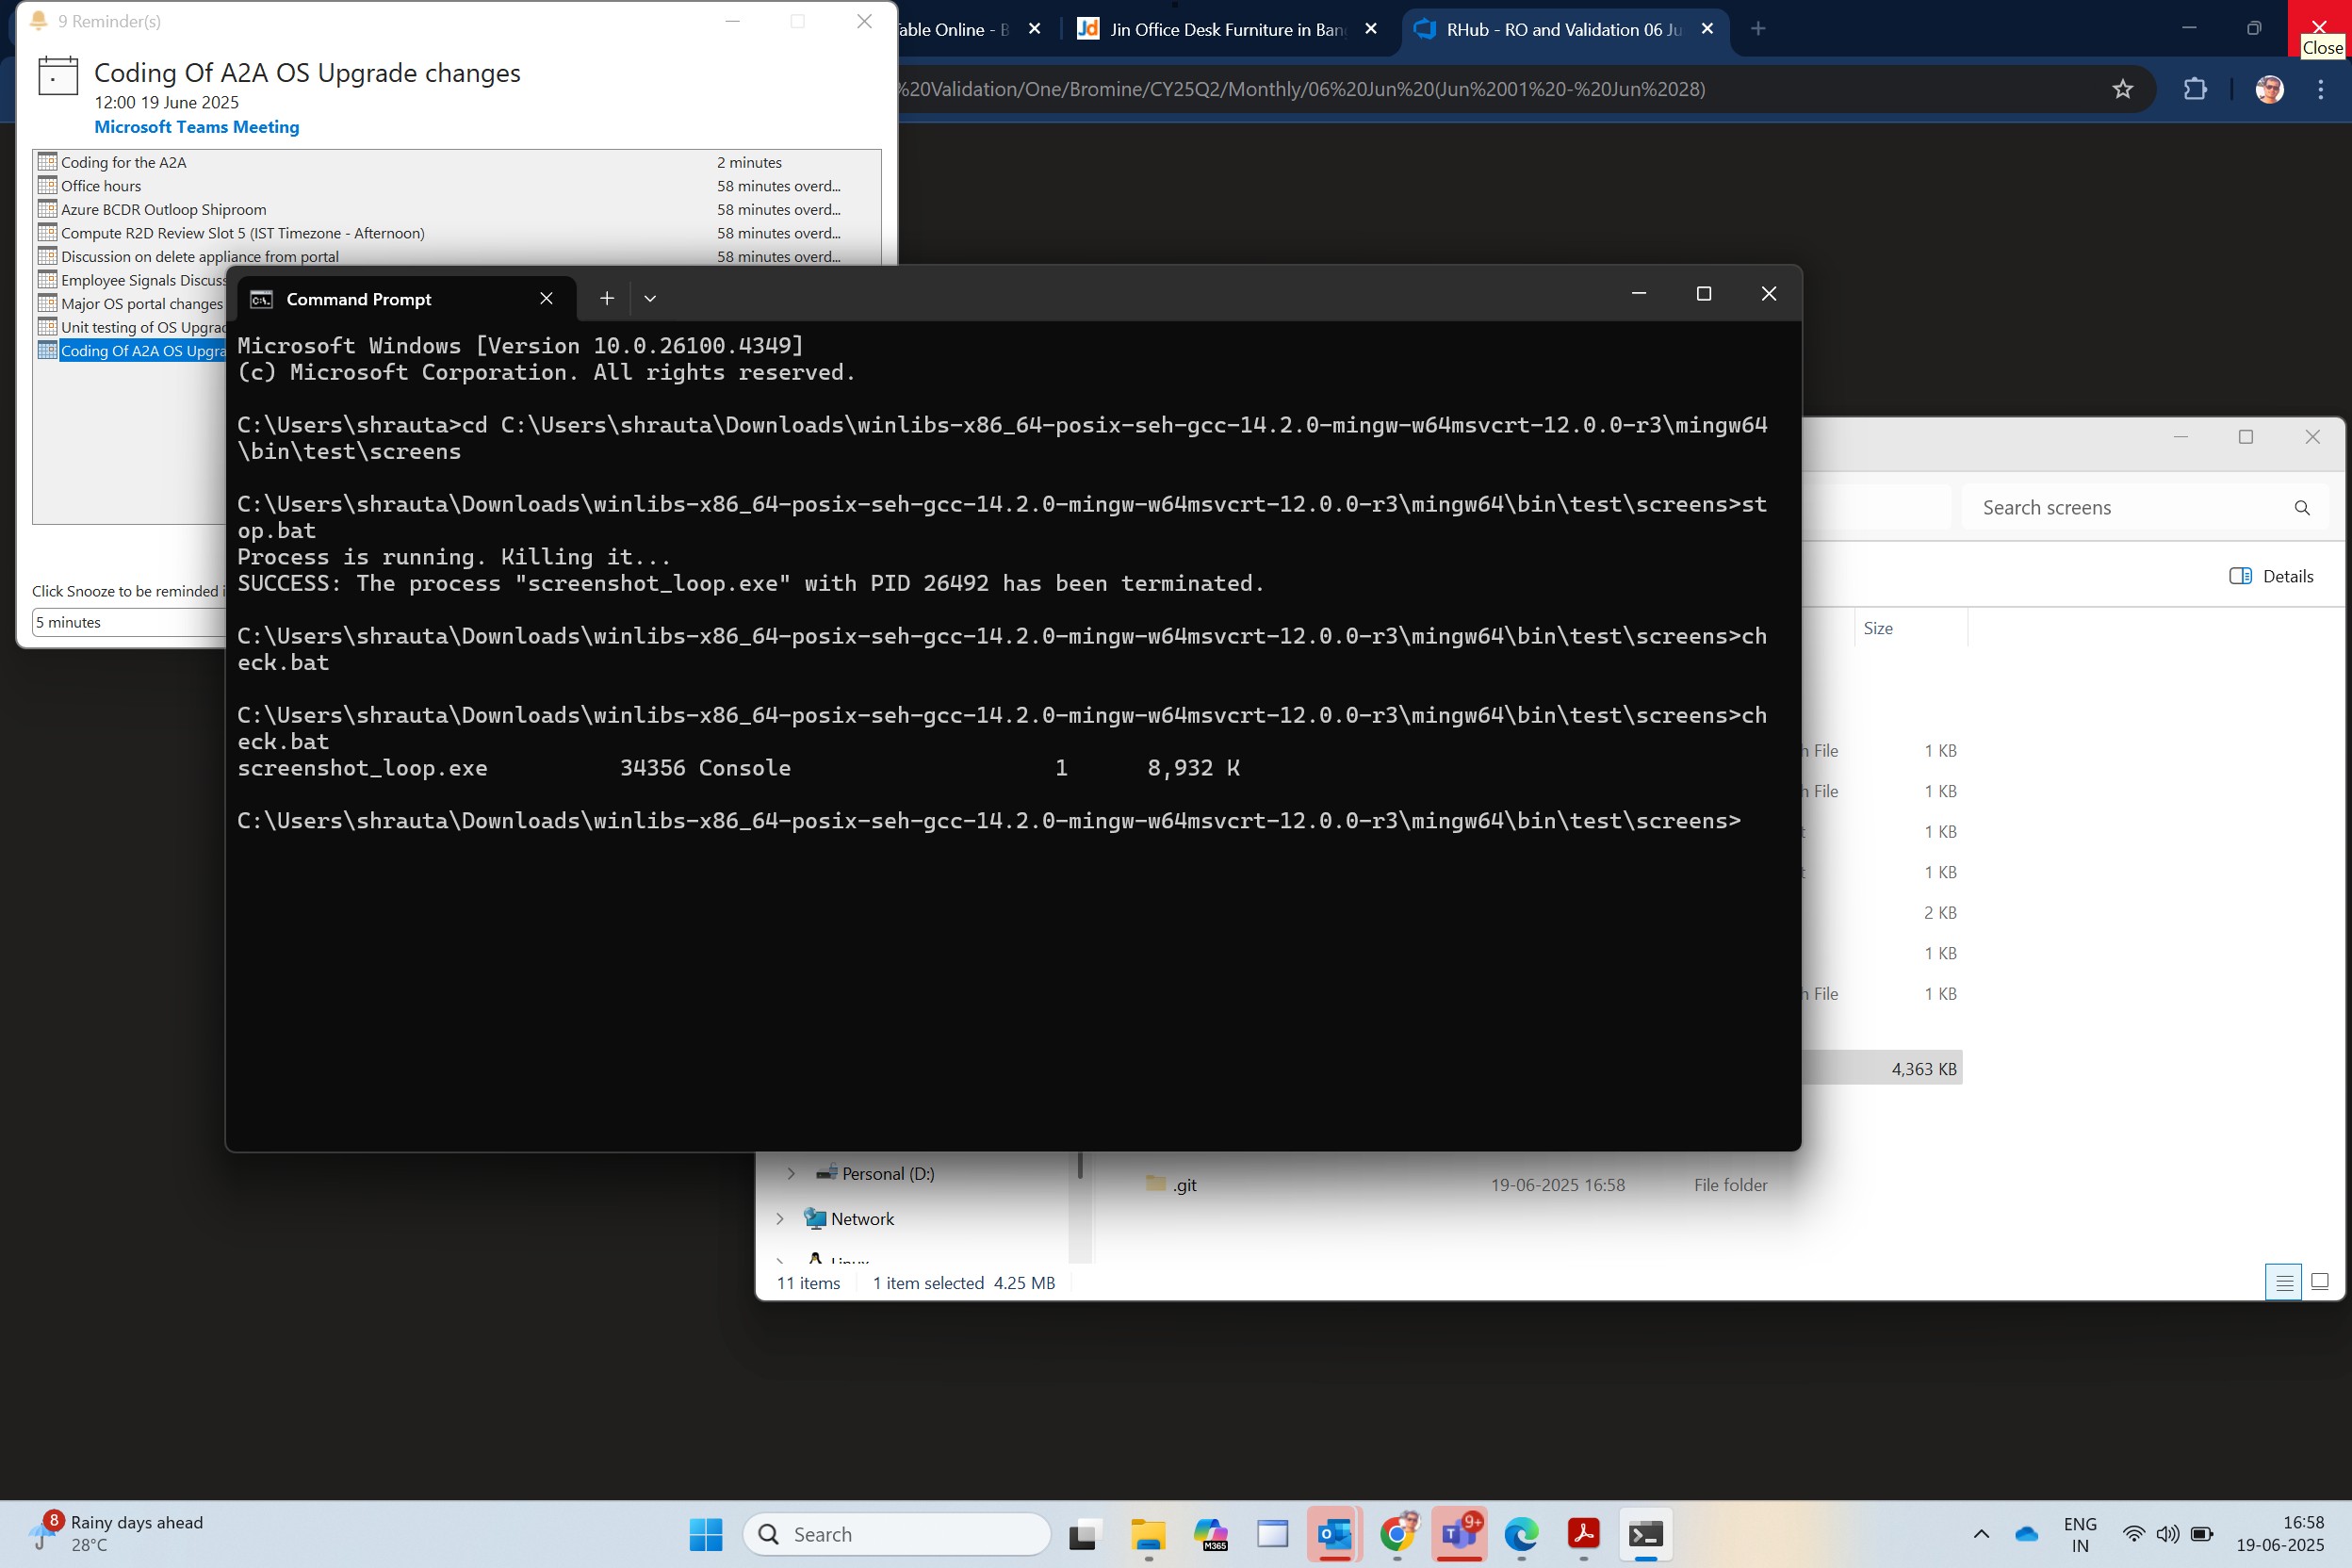 9 Reminder(s)
Coding Of A2A OS Upgrade changes
12:00 19 June 2025
Microsoft Teams Meeting
Coding for the A2A 2 minutes
Office hours 58 minutes overd...
Azure BCDR Outloop Shiproom 58 minutes overd...
Compute R2D Review Slot 5 (IST Timezone - Afternoon) 58 minutes overd...
Discussion on delete appliance from portal 58 minutes overd...
Employee Signals Discus
Major OS portal changes
Unit testing of OS Upgra
Coding Of A2A OS Upgra
Click Snooze to be reminded i
5 minutes
able Online - B
Jd Jin Office Desk Furniture in Ban
RHub - RO and Validation 06 Ju
Close
%20Validation/One/Bromine/CY25Q2/Monthly/06%20Jun%20(Jun%2001%20-%20Jun%2028)
Command Prompt
Microsoft Windows [Version 10.0.26100.4349]
(c) Microsoft Corporation. All rights reserved.
C:\Users\shrauta>cd C:\Users\shrauta\Downloads\winlibs-x86_64-posix-seh-gcc-14.2.0-mingw-w64msvcrt-12.0.0-r3\mingw64
\bin\test\screens
C:\Users\shrauta\Downloads\winlibs-x86_64-posix-seh-gcc-14.2.0-mingw-w64msvcrt-12.0.0-r3\mingw64\bin\test\screens>st
op.bat
Process is running. Killing it...
SUCCESS: The process "screenshot_loop.exe" with PID 26492 has been terminated.
C:\Users\shrauta\Downloads\winlibs-x86_64-posix-seh-gcc-14.2.0-mingw-w64msvcrt-12.0.0-r3\mingw64\bin\test\screens>ch
eck.bat
C:\Users\shrauta\Downloads\winlibs-x86_64-posix-seh-gcc-14.2.0-mingw-w64msvcrt-12.0.0-r3\mingw64\bin\test\screens>ch
eck.bat
screenshot_loop.exe 34356 Console 1 8,932 K
C:\Users\shrauta\Downloads\winlibs-x86_64-posix-seh-gcc-14.2.0-mingw-w64msvcrt-12.0.0-r3\mingw64\bin\test\screens>
Search screens
Details
Size
h File 1 KB
h File 1 KB
t 1 KB
t 1 KB
2 KB
1 KB
h File 1 KB
4,363 KB
Personal (D:)
.git 19-06-2025 16:58 File folder
Network
Linux
11 items 1 item selected 4.25 MB
8
Rainy days ahead
28°C
Search
M365
9+
ENG
IN
16:58
19-06-2025